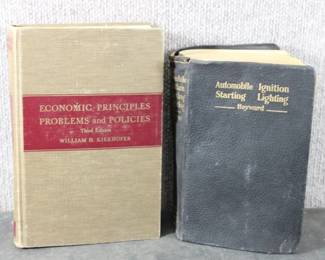 ECONOMIC PRINCIPLES
PROBLEMS and POLICIES
Third Edition
WILLIAM H. KIEKHOFER
Automobile Ignition
Starting Lighting
Hayward